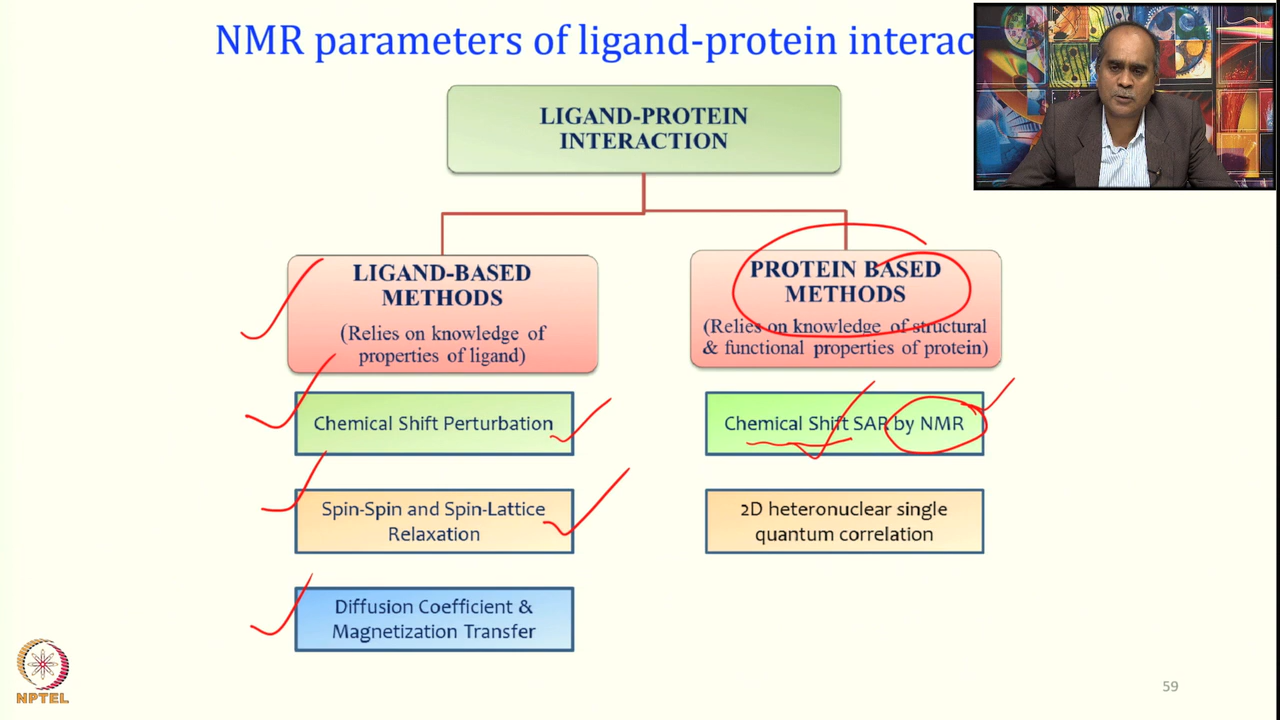 NMR parameters of ligand-protein interac
LIGAND-PROTEIN
INTERACTION
LIGAND-BASED
METHODS
(Relies on knowledge of
properties of ligand)
Chemical Shift Perturbation
Spin-Spin and Spin-Lattice
Relaxation
Diffusion Coefficient &
Magnetization Transfer
PROTEIN BASED
METHODS
(Relies on knowledge of structural
& functional properties of protein)
Chemical Shift SAR by NMR
2D heteronuclear single
quantum correlation
NPTEL
59